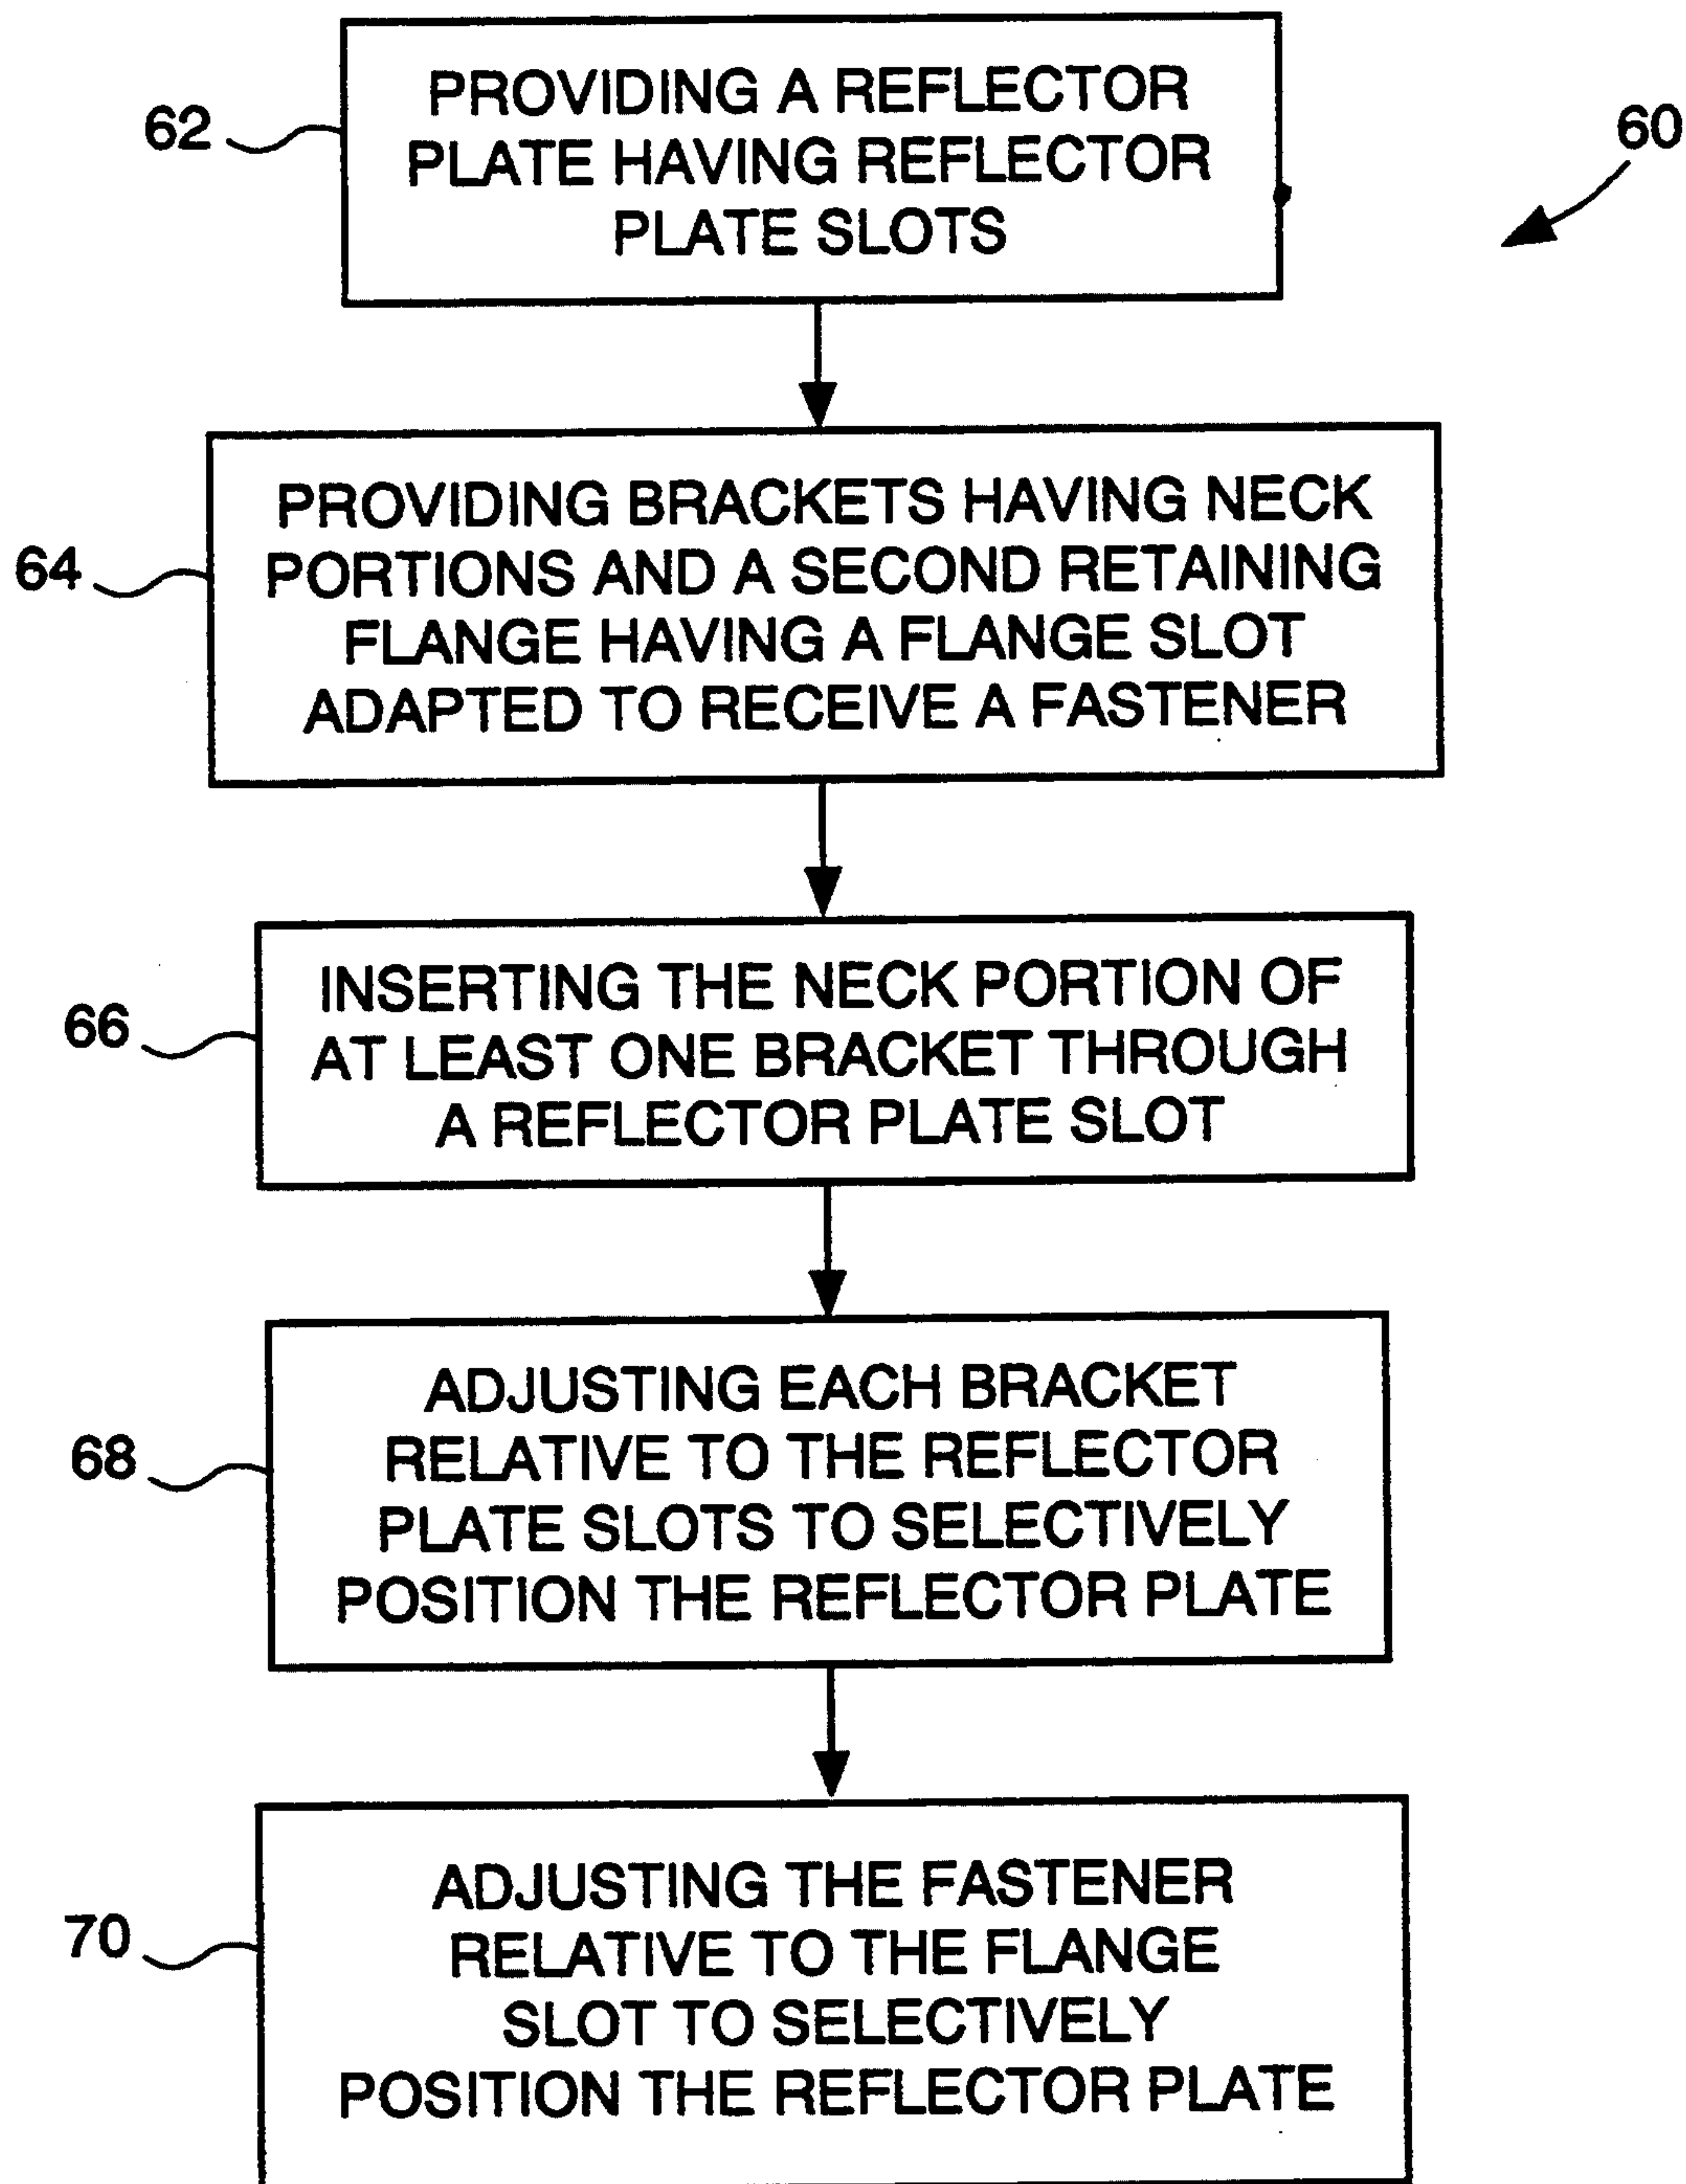 62
PROVIDING A REFLECTOR
PLATE HAVING REFLECTOR
PLATE SLOTS
60
64
PROVIDING BRACKETS HAVING NECK
PORTIONS AND A SECOND RETAINING
FLANGE HAVING A FLANGE SLOT
ADAPTED TO RECEIVE A FASTENER
66
INSERTING THE NECK PORTION OF
AT LEAST ONE BRACKET THROUGH
A REFLECTOR PLATE SLOT
68
ADJUSTING EACH BRACKET
RELATIVE TO THE REFLECTOR
PLATE SLOTS TO SELECTIVELY
POSITION THE REFLECTOR PLATE
70
ADJUSTING THE FASTENER
RELATIVE TO THE FLANGE
SLOT TO SELECTIVELY
POSITION THE REFLECTOR PLATE